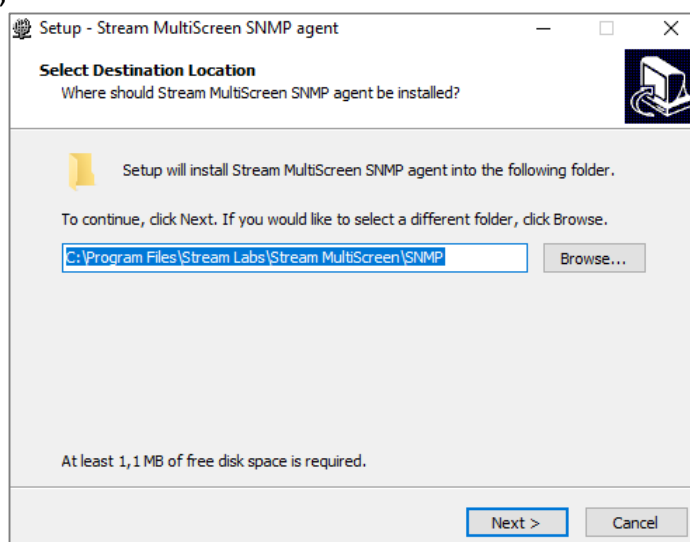 )
Setup - Stream MultiScreen SNMP agent
Select Destination Location
Where should Stream MultiScreen SNMP agent be installed?
Setup will install Stream MultiScreen SNMP agent into the following folder.
To continue, click Next. If you would like to select a different folder, click Browse.
C:\Program Files\Stream Labs\Stream MultiScreen\SNMP
Browse...
At least 1,1 MB of free disk space is required.
Next >
Cancel